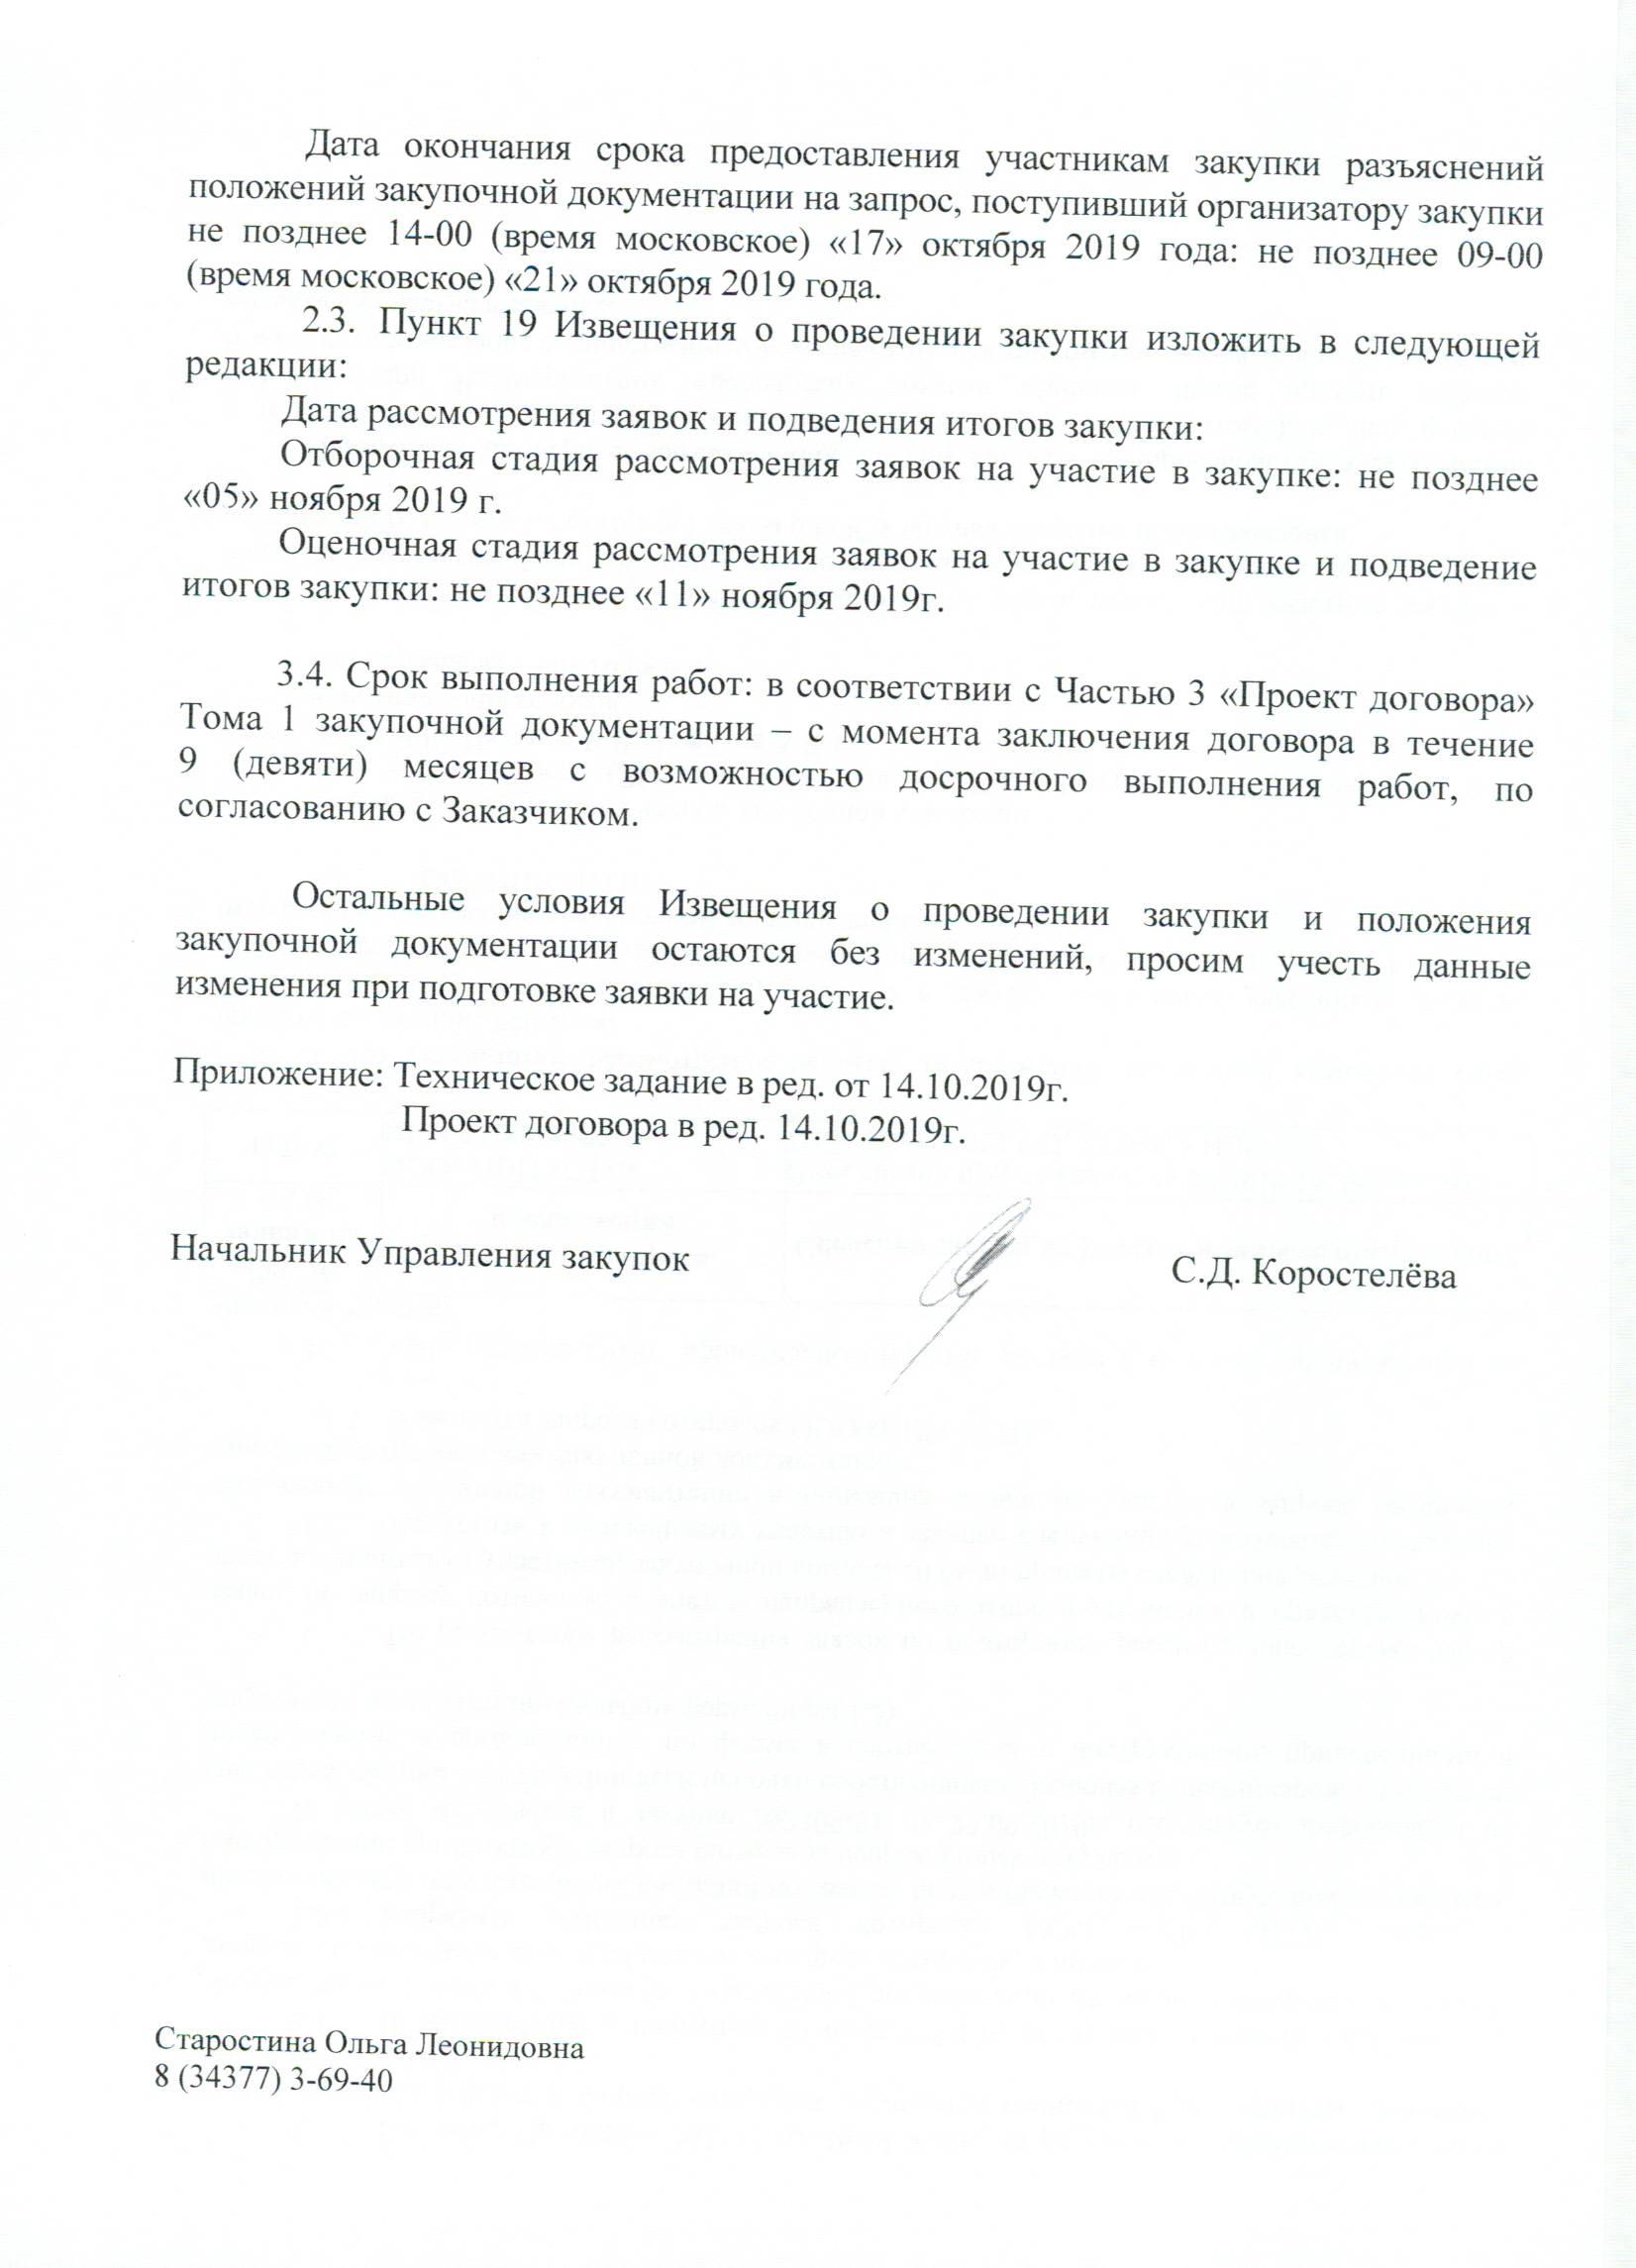 Дата окончания срока предоставления участникам закупки разъяснений
положений закупочной документации на запрос, поступивший организатору закупки
не позднее 14-00 (время московское) «17» октября 2019 года: не позднее 09-00
(время московское) «21» октября 2019 года.
2.3. Пункт 19 Извещения о проведении закупки изложить в следующей
редакции:
Дата рассмотрения заявок и подведения итогов закупки:
Отборочная стадия рассмотрения заявок на участие в закупке: не позднее
«05» ноября 2019 г.
Оценочная стадия рассмотрения заявок на участие в закупке и подведение
итогов закупки: не позднее «11» ноября 2019г.
3.4. Срок выполнения работ: в соответствии с Частью 3 «Проект договора»
Тома 1 закупочной документации – с момента заключения договора в течение
9 (девяти) месяцев с возможностью досрочного выполнения работ, по
согласованию с Заказчиком.
Остальные условия Извещения о проведении закупки и положения
закупочной документации остаются без изменений, просим учесть данные
изменения при подготовке заявки на участие.
Приложение: Техническое задание в ред. от 14.10.2019г.
Проект договора в ред. 14.10.2019г.
Начальник Управления закупок С.Д. Коростелёва
Старостина Ольга Леонидовна
8 (34377) 3-69-40